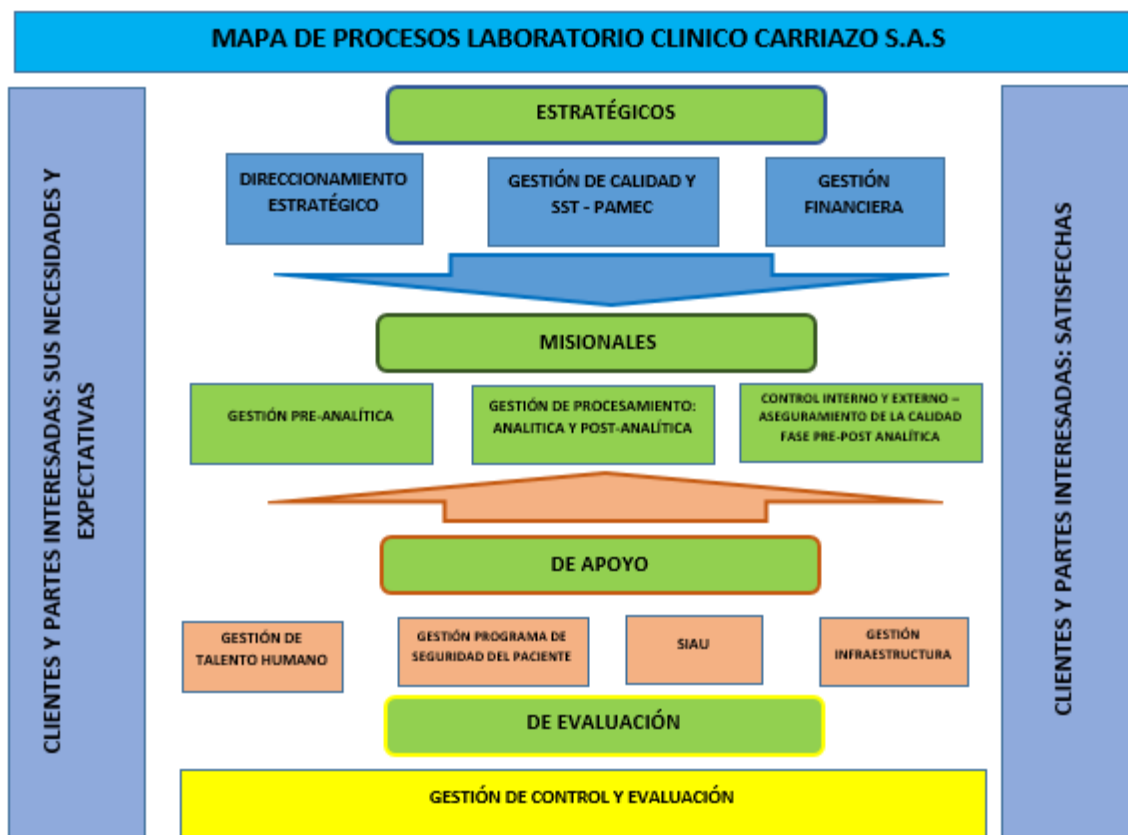 MAPA DE PROCESOS LABORATORIO CLINICO CARRIAZO S.A.S
CLIENTES Y PARTES INTERESADAS: SUS NECESIDADES Y
EXPECTATIVAS
ESTRATÉGICOS
DIRECCIONAMIENTO
ESTRATÉGICO
GESTIÓN DE CALIDAD Y
SST - PAMEC
GESTIÓN
FINANCIERA
MISIONALES
GESTIÓN PRE-ANALÍTICA
GESTIÓN DE PROCESAMIENTO:
ANALITICA Y POST-ANALÍTICA
CONTROL INTERNO Y EXTERNO –
ASEGURAMIENTO DE LA CALIDAD
FASE PRE-POST ANALÍTICA
DE APOYO
GESTIÓN DE
TALENTO HUMANO
GESTIÓN PROGRAMA DE
SEGURIDAD DEL PACIENTE
SIAU
GESTIÓN
INFRAESTRUCTURA
DE EVALUACIÓN
GESTIÓN DE CONTROL Y EVALUACIÓN
CLIENTES Y PARTES INTERESADAS: SATISFECHAS